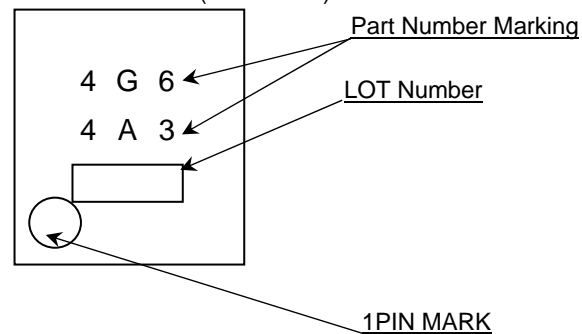 Part Number Marking
4 G 6
LOT Number
4 A 3
1PIN MARK